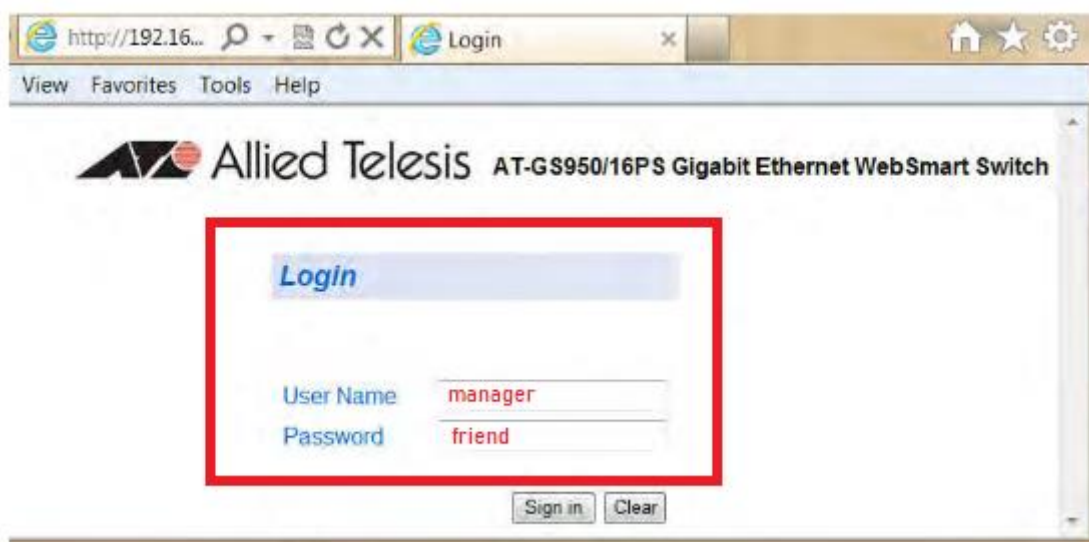 http://192.16... Login
View Favorites Tools Help
Allied Telesis AT-GS950/16PS Gigabit Ethernet WebSmart Switch
Login
User Name manager
Password friend
Sign in Clear